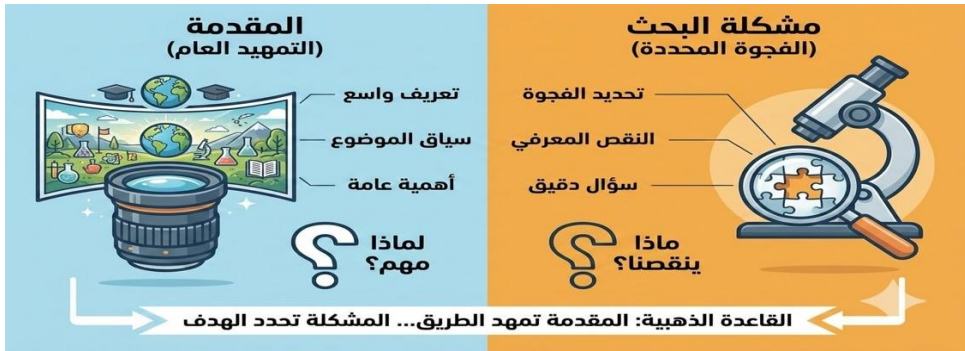 مشكلة البحث
(الفجوة المحددة)
تحديد الفجوة
النقص المعرفي
سؤال دقيق
ماذا
ينقصنا؟
؟
المقدمة
(التمهيد العام)
تعريف واسع
سياق الموضوع
أهمية عامة
لماذا
مهم؟
؟
القاعدة الذهبية: المقدمة تمهد الطريق... المشكلة تحدد الهدف